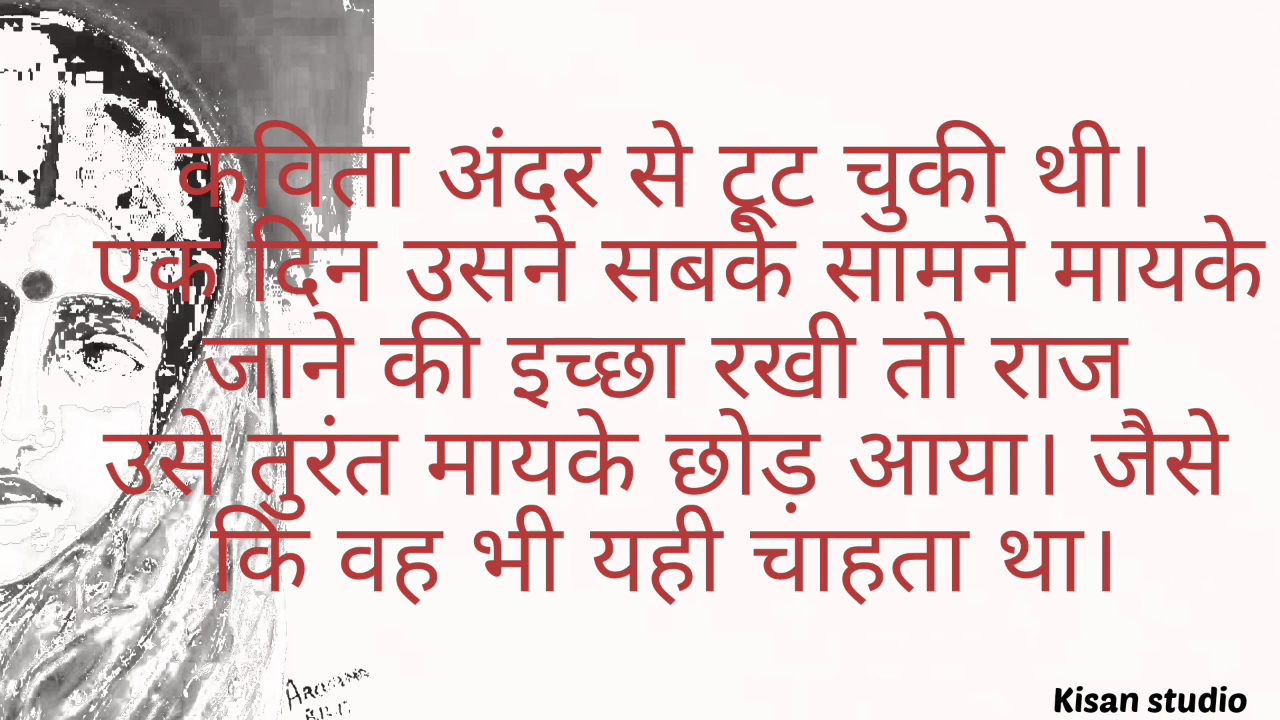 कविता अंदर से टूट चुकी थी।
एक दिन उसने सबके सामने मायके
जाने की इच्छा रखी तो राज
उसे तुरंत मायके छोड़ आया। जैसे
कि वह भी यही चाहता था।
Kisan studio